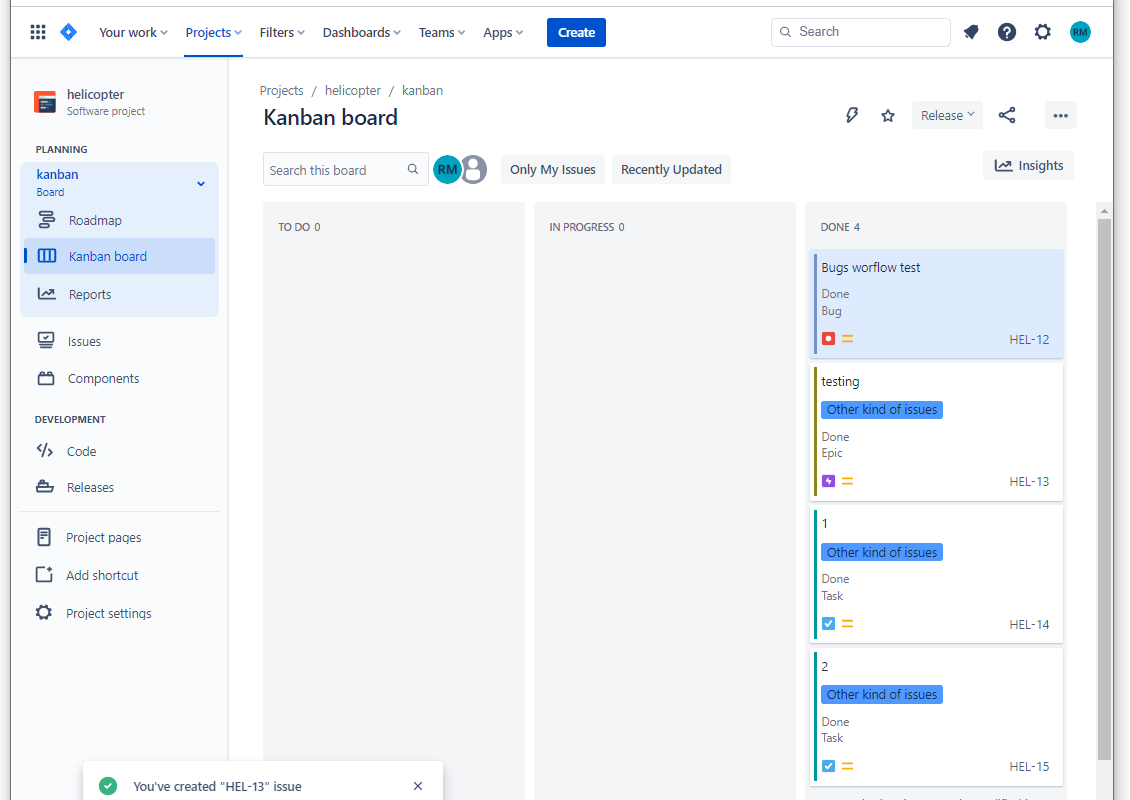 Your work
Projects
Filters
Dashboards
Teams
Apps
Create
Search
RM
helicopter
Software project
PLANNING
kanban
Board
Roadmap
Kanban board
Reports
Issues
Components
DEVELOPMENT
Code
Releases
Project pages
Add shortcut
Project settings
Projects / helicopter / kanban
Kanban board
Release
Search this board
RM
Only My Issues
Recently Updated
Insights
TO DO 0
IN PROGRESS 0
DONE 4
Bugs worflow test
Done
Bug
HEL-12
testing
Other kind of issues
Done
Epic
HEL-13
1
Other kind of issues
Done
Task
HEL-14
2
Other kind of issues
Done
Task
HEL-15
You've created "HEL-13" issue